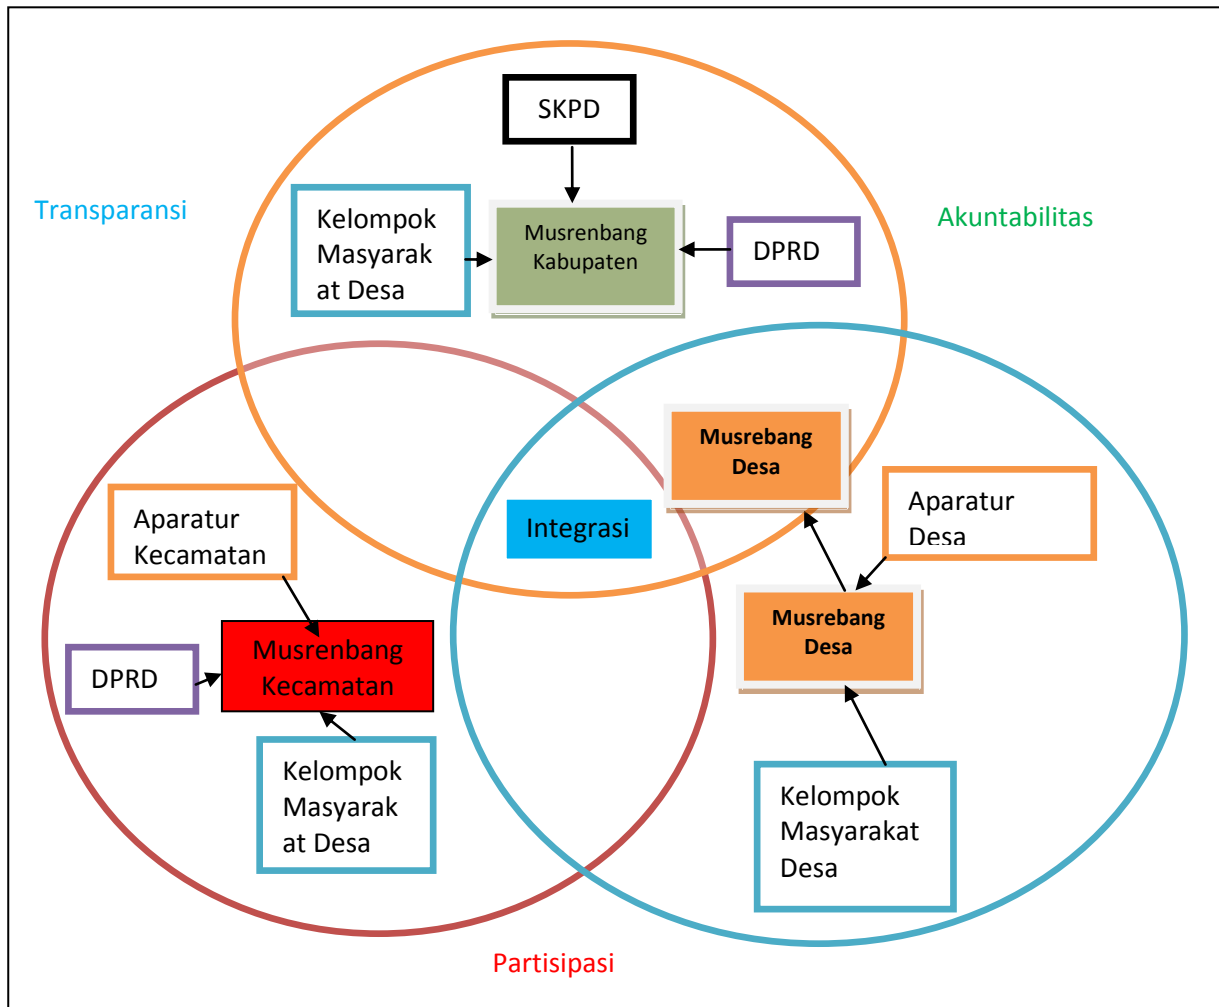 SKPD
Transparansi
Kelompok
Masyarak
at Desa
Musrenbang
Kabupaten
DPRD
Akuntabilitas
Musrebang
Desa
Aparatur
Kecamatan
Integrasi
Aparatur
Desa
Musrebang
Desa
DPRD
Musrenbang
Kecamatan
Kelompok
Masyarak
at Desa
Kelompok
Masyarakat
Desa
Partisipasi